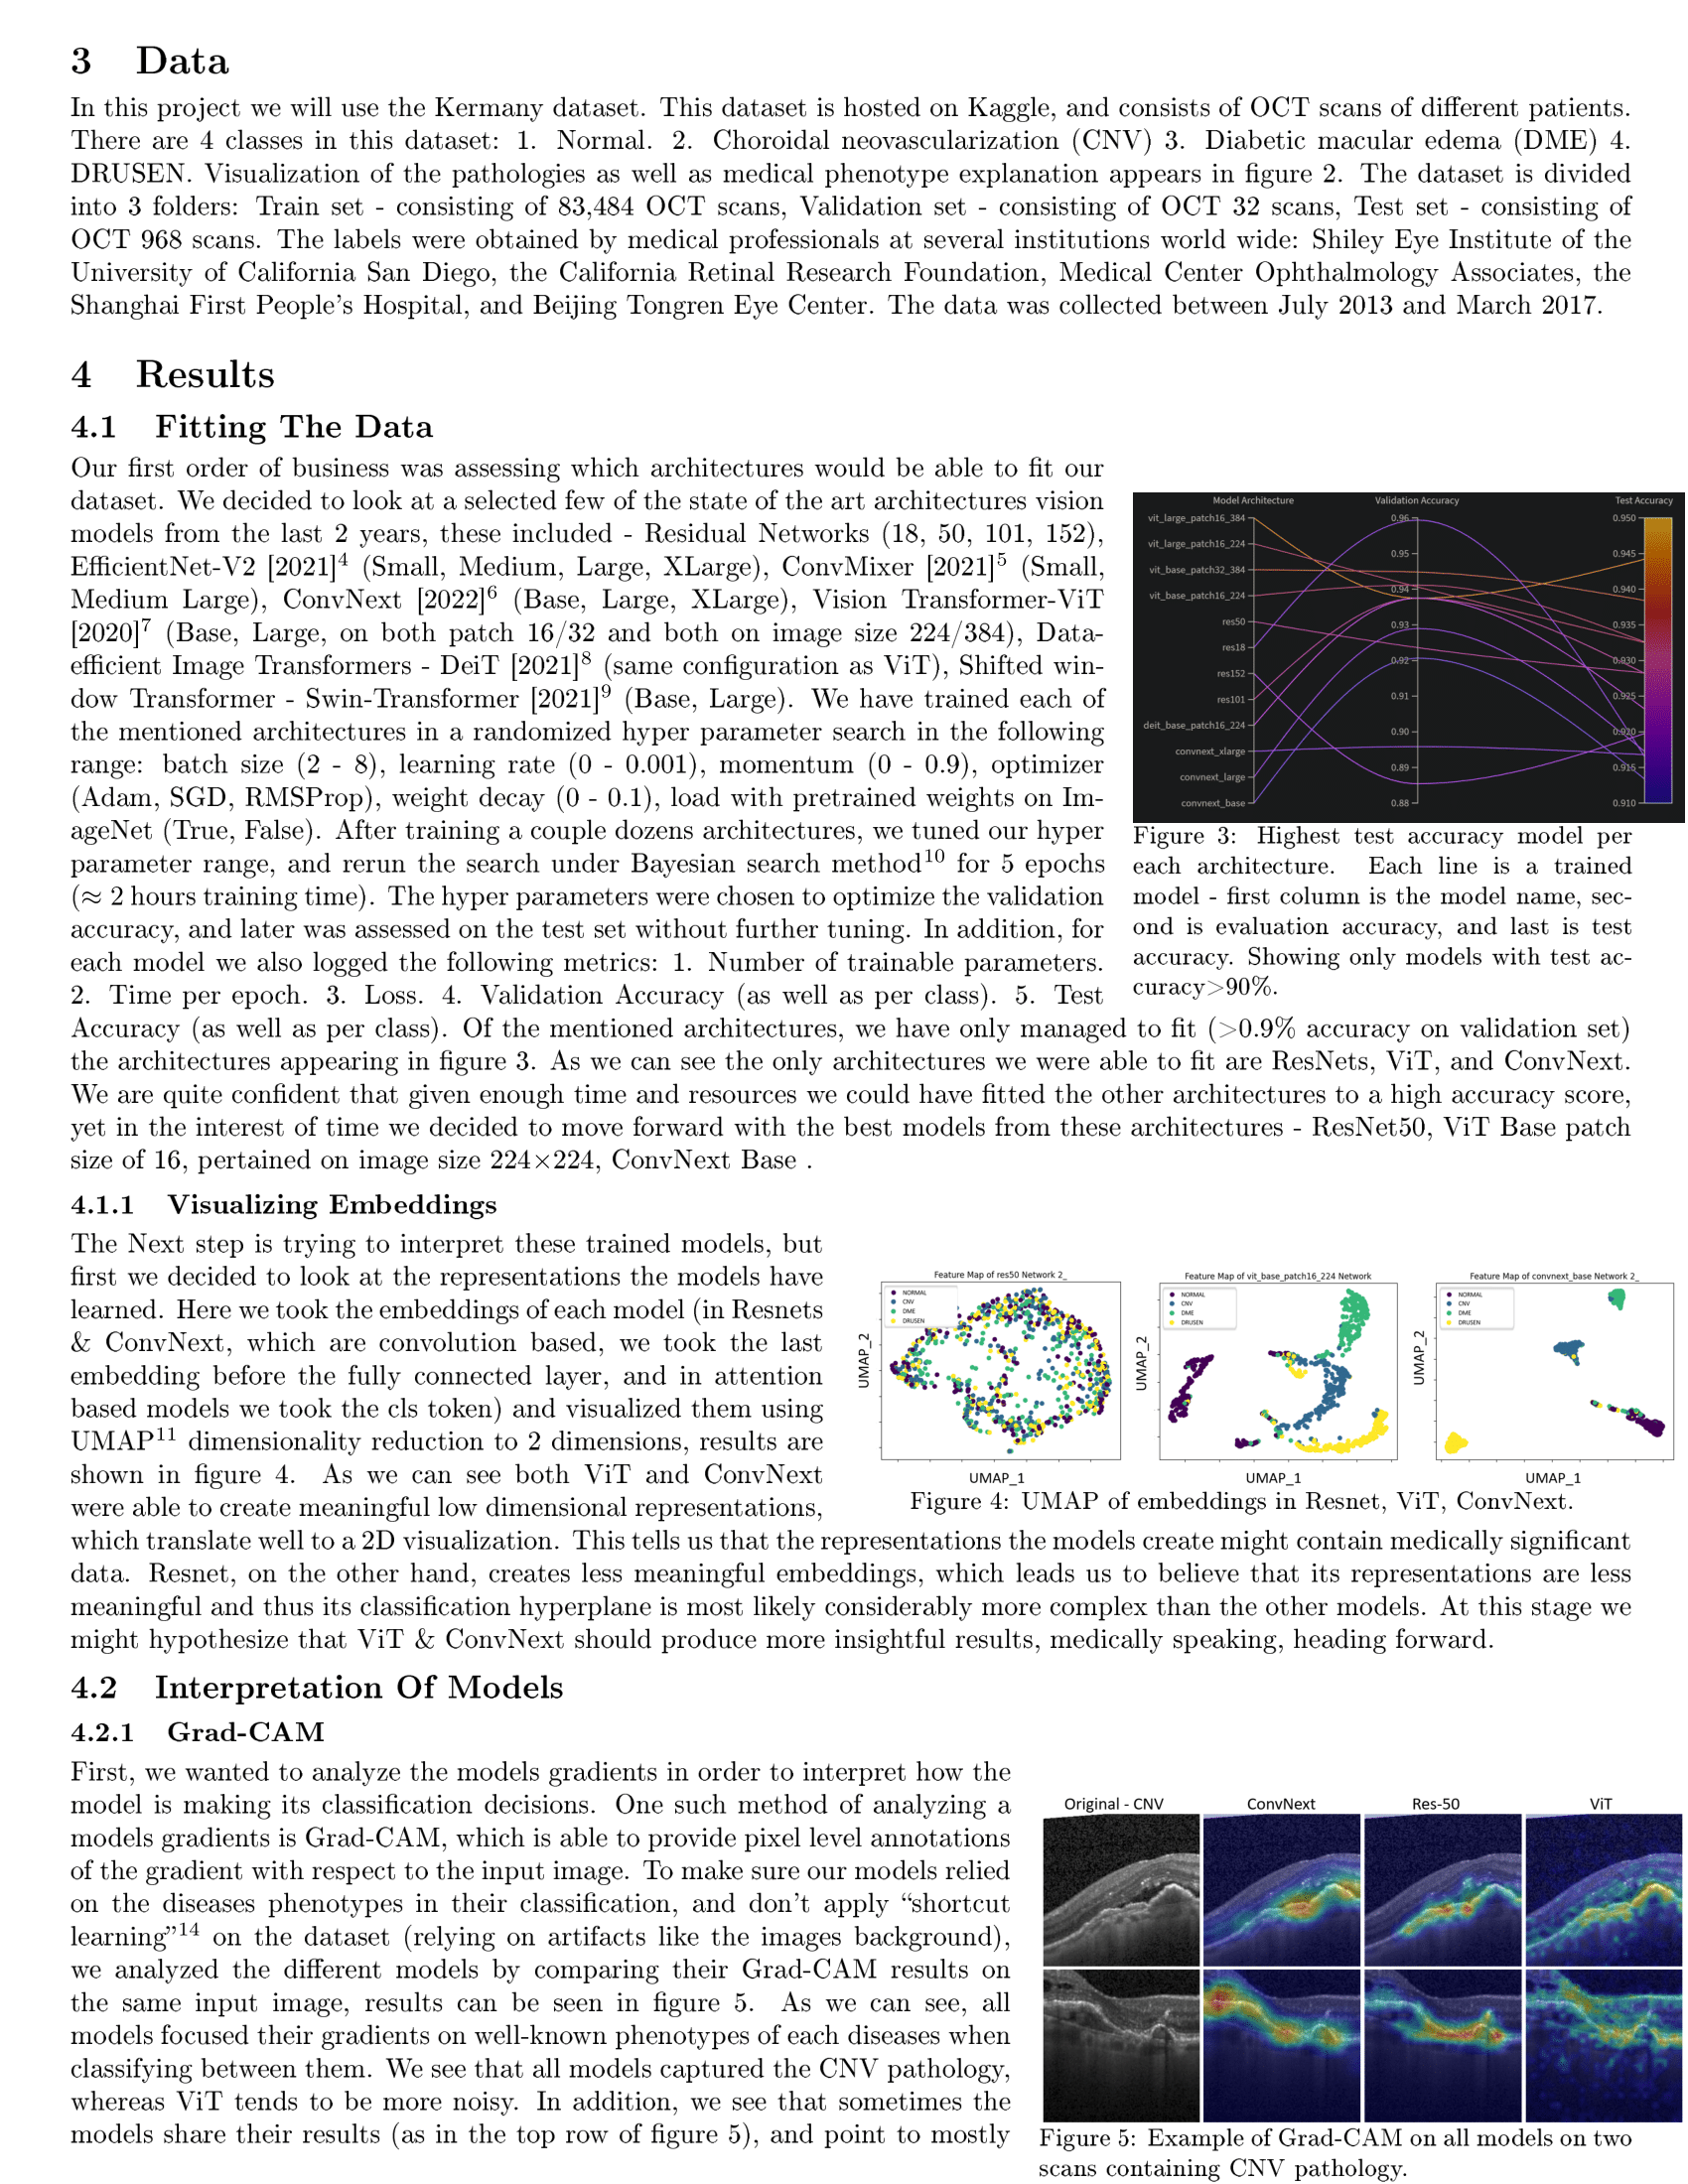 3 Data
In this project we will use the Kermany dataset. This dataset is hosted on Kaggle, and consists of OCT scans of different patients.
There are 4 classes in this dataset: 1. Normal. 2. Choroidal neovascularization (CNV) 3. Diabetic macular edema (DME) 4.
DRUSEN. Visualization of the pathologies as well as medical phenotype explanation appears in figure 2. The dataset is divided
into 3 folders: Train set - consisting of 83,484 OCT scans, Validation set - consisting of OCT 32 scans, Test set - consisting of
OCT 968 scans. The labels were obtained by medical professionals at several institutions world wide: Shiley Eye Institute of the
University of California San Diego, the California Retinal Research Foundation, Medical Center Ophthalmology Associates, the
Shanghai First People's Hospital, and Beijing Tongren Eye Center. The data was collected between July 2013 and March 2017.
4 Results
4.1 Fitting The Data
Our first order of business was assessing which architectures would be able to fit our
dataset. We decided to look at a selected few of the state of the art architectures vision
models from the last 2 years, these included - Residual Networks (18, 50, 101, 152),
EfficientNet-V2 [2021]⁴ (Small, Medium, Large, XLarge), ConvMixer [2021]⁵ (Small,
Medium Large), ConvNext [2022]⁶ (Base, Large, XLarge), Vision Transformer-ViT
[2020]⁷ (Base, Large, on both patch 16/32 and both on image size 224/384), Data-
efficient Image Transformers - DeiT [2021]⁸ (same configuration as ViT), Shifted win-
dow Transformer - Swin-Transformer [2021]⁹ (Base, Large). We have trained each of
the mentioned architectures in a randomized hyper parameter search in the following
range: batch size (2 - 8), learning rate (0 - 0.001), momentum (0 - 0.9), optimizer
(Adam, SGD, RMSProp), weight decay (0 - 0.1), load with pretrained weights on Im-
ageNet (True, False). After training a couple dozens architectures, we tuned our hyper
parameter range, and rerun the search under Bayesian search method¹⁰ for 5 epochs
(≈ 2 hours training time). The hyper parameters were chosen to optimize the validation
accuracy, and later was assessed on the test set without further tuning. In addition, for
each model we also logged the following metrics: 1. Number of trainable parameters.
2. Time per epoch. 3. Loss. 4. Validation Accuracy (as well as per class). 5. Test
Accuracy (as well as per class). Of the mentioned architectures, we have only managed to fit (>0.9% accuracy on validation set)
the architectures appearing in figure 3. As we can see the only architectures we were able to fit are ResNets, ViT, and ConvNext.
We are quite confident that given enough time and resources we could have fitted the other architectures to a high accuracy score,
yet in the interest of time we decided to move forward with the best models from these architectures - ResNet50, ViT Base patch
size of 16, pertained on image size 224×224, ConvNext Base .
Model Architecture
Validation Accuracy
Test Accuracy
vit_large_patch16_384
vit_large_patch16_224
vit_base_patch32_384
vit_base_patch16_224
res50
res18
res152
res101
deit_base_patch16_224
convnext_xlarge
convnext_large
convnext_base
0.96
0.95
0.94
0.93
0.92
0.91
0.90
0.89
0.88
0.950
0.945
0.940
0.935
0.930
0.925
0.920
0.915
0.910
Figure 3: Highest test accuracy model per
each architecture. Each line is a trained
model - first column is the model name, sec-
ond is evaluation accuracy, and last is test
accuracy. Showing only models with test ac-
curacy>90%.
4.1.1 Visualizing Embeddings
The Next step is trying to interpret these trained models, but
first we decided to look at the representations the models have
learned. Here we took the embeddings of each model (in Resnets
& ConvNext, which are convolution based, we took the last
embedding before the fully connected layer, and in attention
based models we took the cls token) and visualized them using
UMAP¹¹ dimensionality reduction to 2 dimensions, results are
shown in figure 4. As we can see both ViT and ConvNext
were able to create meaningful low dimensional representations,
which translate well to a 2D visualization. This tells us that the representations the models create might contain medically significant
data. Resnet, on the other hand, creates less meaningful embeddings, which leads us to believe that its representations are less
meaningful and thus its classification hyperplane is most likely considerably more complex than the other models. At this stage we
might hypothesize that ViT & ConvNext should produce more insightful results, medically speaking, heading forward.
Feature Map of res50 Network 2_
NORMAL
CNV
DME
DRUSEN
UMAP_2
UMAP_1
Feature Map of vit_base_patch16_224 Network
NORMAL
CNV
DME
DRUSEN
UMAP_2
UMAP_1
Feature Map of convnext_base Network 2_
NORMAL
CNV
DME
DRUSEN
UMAP_2
UMAP_1
Figure 4: UMAP of embeddings in Resnet, ViT, ConvNext.
4.2 Interpretation Of Models
4.2.1 Grad-CAM
First, we wanted to analyze the models gradients in order to interpret how the
model is making its classification decisions. One such method of analyzing a
models gradients is Grad-CAM, which is able to provide pixel level annotations
of the gradient with respect to the input image. To make sure our models relied
on the diseases phenotypes in their classification, and don't apply “shortcut
learning”¹⁴ on the dataset (relying on artifacts like the images background),
we analyzed the different models by comparing their Grad-CAM results on
the same input image, results can be seen in figure 5. As we can see, all
models focused their gradients on well-known phenotypes of each diseases when
classifying between them. We see that all models captured the CNV pathology,
whereas ViT tends to be more noisy. In addition, we see that sometimes the
models share their results (as in the top row of figure 5), and point to mostly
Original - CNV
ConvNext
Res-50
ViT
Figure 5: Example of Grad-CAM on all models on two
scans containing CNV pathology.